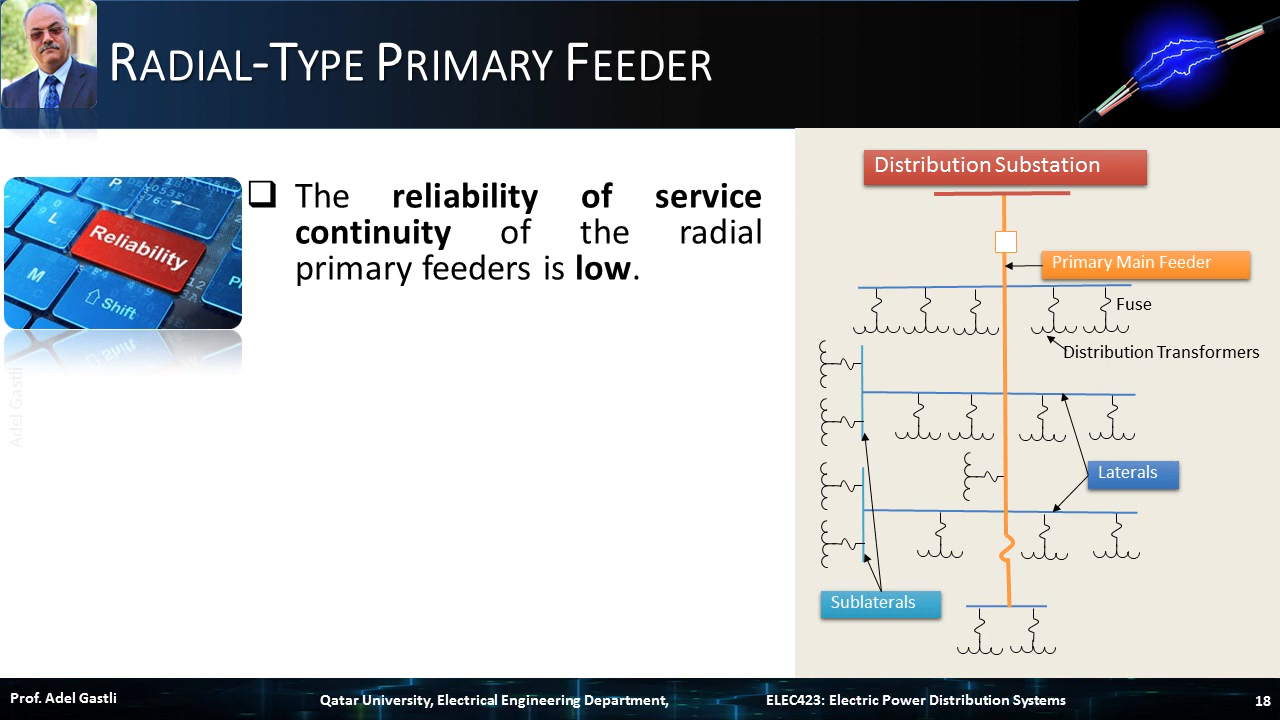 RADIAL-TYPE PRIMARY FEEDER
P
L
Reliability
M
Shift
The reliability of service
continuity of the radial
primary feeders is low.
Adel Gastli
Distribution Substation
Primary Main Feeder
Fuse
Distribution Transformers
Laterals
Sublaterals
Prof. Adel Gastli
Qatar University, Electrical Engineering Department,
ELEC423: Electric Power Distribution Systems
18